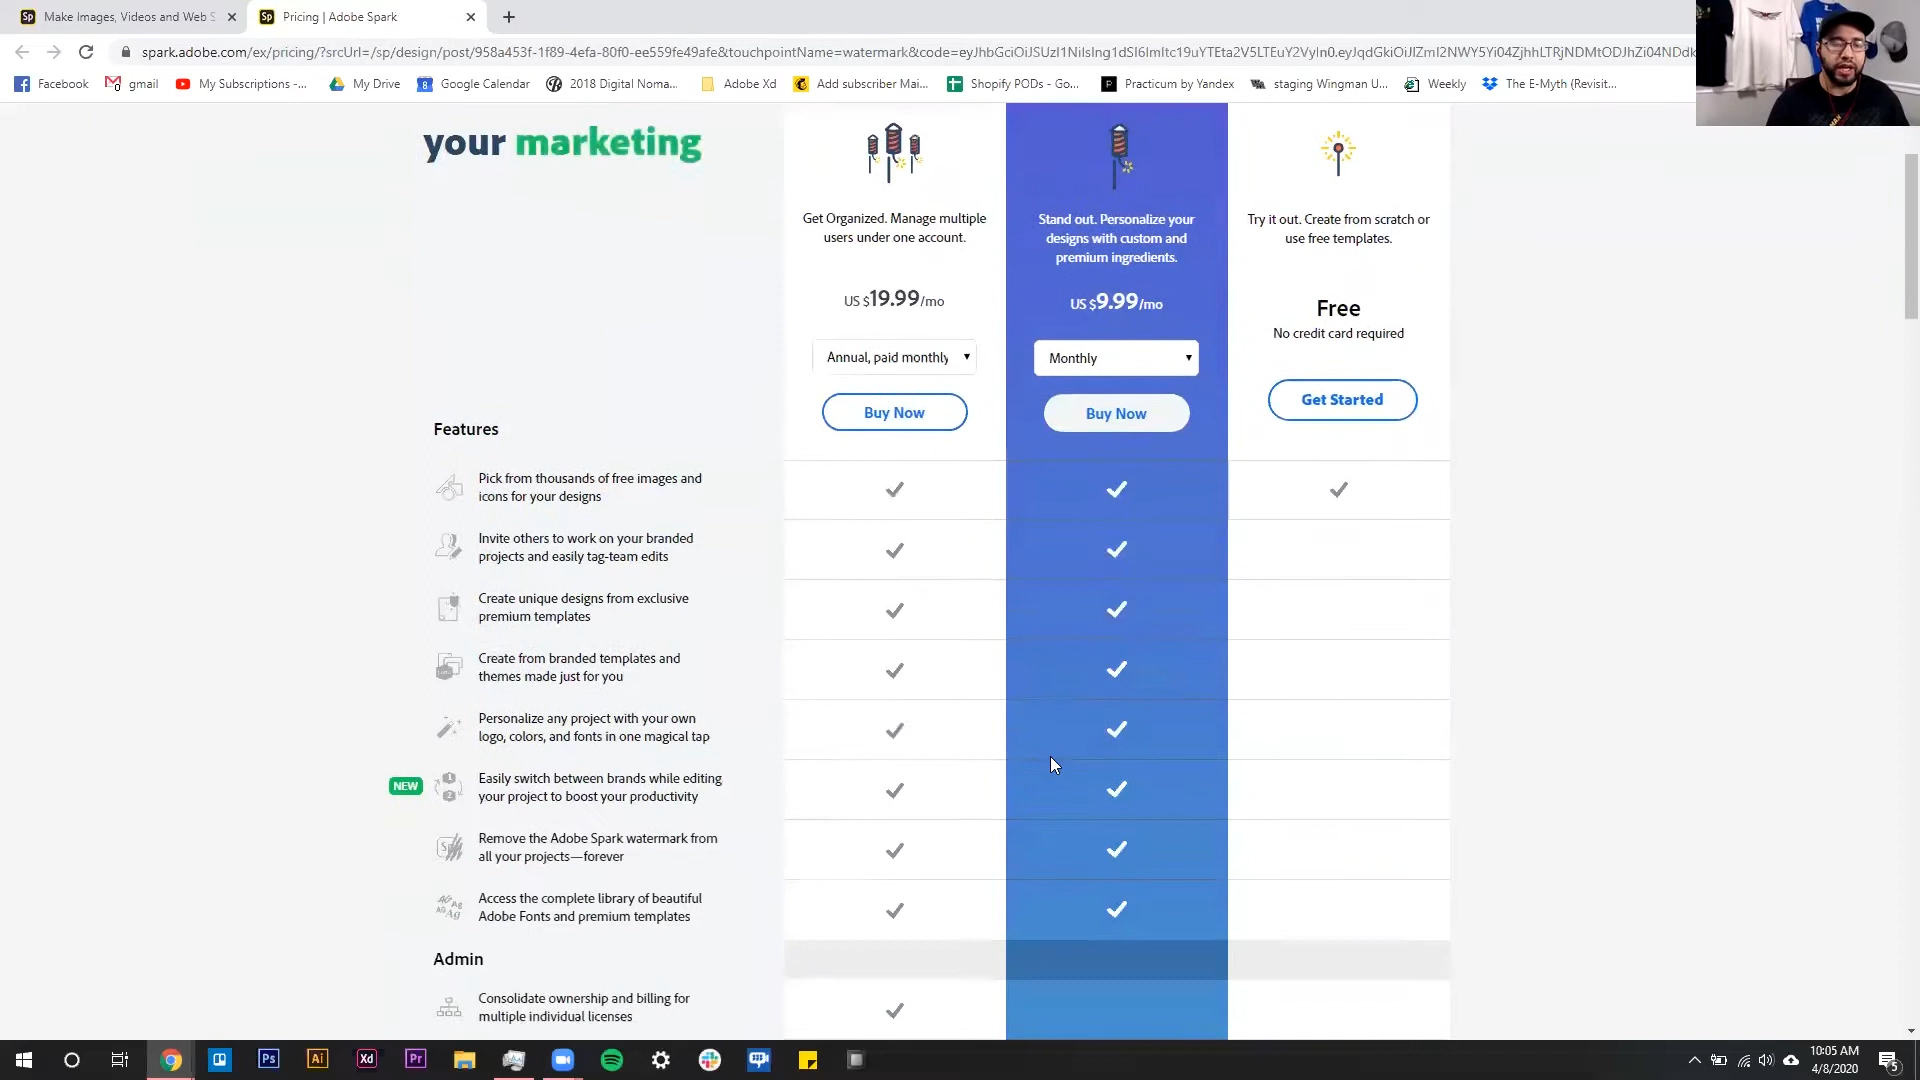 Make Images, Videos and Web S
Pricing | Adobe Spark
spark.adobe.com/ex/pricing/?srcUrl=/sp/design/post/958a453f-1f89-4efa-80f0-ee559fe49afe&touchpointName=watermark&code=
Facebook
gmail
My Subscriptions -...
My Drive
Google Calendar
2018 Digital Noma...
Adobe Xd
Add subscriber Mai...
Shopify PODs - Go...
Practicum by Yandex
staging Wingman U...
Weekly
The E-Myth (Revisit...
your marketing
Get Organized. Manage multiple
users under one account.
US $19.99/mo
Annual, paid monthly
Buy Now
Stand out. Personalize your
designs with custom and
premium ingredients.
US $9.99/mo
Monthly
Buy Now
Try it out. Create from scratch or
use free templates.
Free
No credit card required
Get Started
Features
Pick from thousands of free images and
icons for your designs
Invite others to work on your branded
projects and easily tag-team edits
Create unique designs from exclusive
premium templates
Create from branded templates and
themes made just for you
Personalize any project with your own
logo, colors, and fonts in one magical tap
NEW
Easily switch between brands while editing
your project to boost your productivity
Remove the Adobe Spark watermark from
all your projects—forever
Access the complete library of beautiful
Adobe Fonts and premium templates
Admin
Consolidate ownership and billing for
multiple individual licenses
Ps
Ai
Xd
Pr
10:05 AM
4/8/2020
5